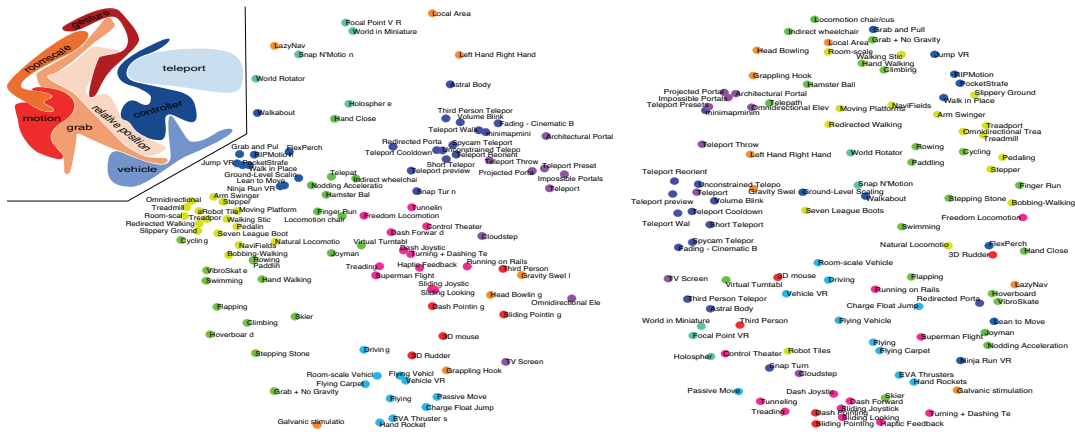 gesture
roomscale
teleport
motion
grab
relative position
controller
vehicle
Local Area
Focal Point V R
World in Miniature
LazyNav
Snap N'Motio n
Left Hand Right Hand
World Rotator
Astral Body
Holospher e
Walkabout
Hand Close
Third Person Telepor
Volume Blink
Fading - Cinematic B
Teleport Walk
minimapmini
Architectural Portal
Redirected Porta
Spycam Teleport
Grab and Pul
FlexPerch
RIPMotion
Teleport Cooldown
Unconstrained Telepo
Teleport Reorient
Jump VR
PocketStrafe
Walk in Place
Short Telepor
Teleport Throw
Ground-Level Scalin
Telepat
Teleport preview
Projected Porta
Teleport Preset
Lean to Move
Indirect wheelchai
Impossible Portals
Ninja Run VR
Nodding Acceleratio
Snap Tur n
Teleport
Arm Swinger
Hamster Bal
Omnidirectional
Stepper
Treadmill
aRobot Tile
Moving Platform
Finger Run
Tunnelin
Room-scal
Treadpor
Walking Stic
Locomotion chair
Freedom Locomotion
Redirected Walking
Pedalin
Control Theater
Slippery Ground
Seven League Boot
Dash Forwar d
Cycling
NaviFields
Natural Locomotio
Virtual Turntabl
Cloudstep
Bobbing-Walking
Joyman
Dash Joystic
Turning + Dashing Te
Rowing
Paddlin
Treading
Haptic Feedback
Running on Rails
VibroSkat e
Third Person
Swimming
Hand Walking
Superman Flight
Gravity Swel l
Sliding Joystic
Sliding Looking
Head Bowlin g
Omnidirectional Ele
Flapping
Skier
Dash Pointin g
Sliding Pointin g
Climbing
Hoverboar d
3D mouse
Stepping Stone
Driving
3D Rudder
TV Screen
Room-scale Vehicl
Flying Vehicl
Grappling Hook
Flying Carpet
Vehicle VR
Grab + No Gravity
Flying
Passive Move
Charge Float Jump
Galvanic stimulatio
EVA Thruster s
Hand Rocket
Locomotion chair/cus
Indirect wheelchair
Grab and Pull
Grab + No Gravity
Local Area
Head Bowling
Room-scale
Walking Stic
Jump VR
Hand Walking
Climbing
Grappling Hook
RIPMotion
Hamster Ball
PocketStrafe
Projected Portal
Architectural Portal
Slippery Ground
Impossible Portals
Walk in Place
Teleport Presets
Telepath
Omnidirectional Elev
Moving Platforms
NaviFields
minimapminim
Arm Swinger
Redirected Walking
Treadport
Omnidirectional Trea
Treadmill
Teleport Throw
Rowing
Left Hand Right Hand
World Rotator
Cycling
Pedaling
Paddling
Stepper
Teleport Reorient
Unconstrained Telepo
Snap N'Motion
Finger Run
Teleport
Gravity Swel
Ground-Level Scaling
Walkabout
Stepping Stone
Teleport preview
Volume Blink
Bobbing-Walking
Teleport Cooldown
Seven League Boots
Freedom Locomotion
Teleport Wal
Short Teleport
Swimming
Spycam Telepor
Natural Locomotio
FlexPerch
Fading - Cinematic B
3D Rudder
Hand Close
Room-scale Vehicle
TV Screen
3D mouse
Flapping
Virtual Turntabl
Driving
LazyNav
Vehicle VR
Running on Rails
Hoverboard
Third Person Telepor
Redirected Porta
VibroSkate
Astral Body
Charge Float Jump
World in Miniature
Third Person
Flying Vehicle
Lean to Move
Focal Point VR
Superman Flight
Joyman
Flying
Nodding Acceleration
Holospher
Control Theater
Robot Tiles
Flying Carpet
Ninja Run VR
Snap Turn
Cloudstep
EVA Thrusters
Hand Rockets
Passive Move
Dash Joystic
Galvanic stimulation
Tunneling
Dash Forward
Skier
Treading
Dash Pointing
Sliding Joystick
Sliding Looking
Turning + Dashing Te
Sliding Pointing
Haptic Feedback